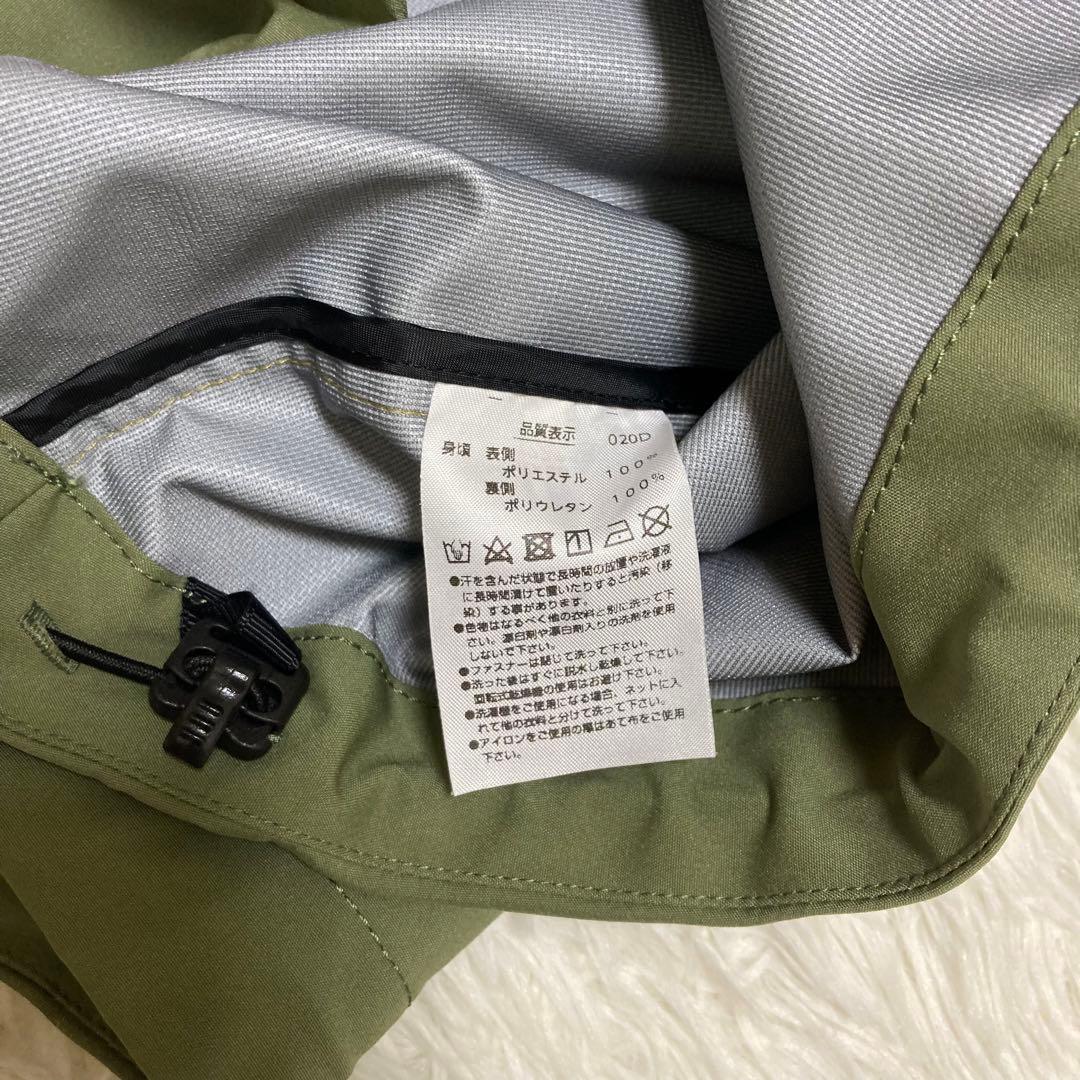 品質表示 020D
身頃 表側
ポリエステル 100%
裏側
ポリウレタン 100%
●汗を含んだ状態で長時間の放置や洗濯液
に長時間漬けて置いたりすると汚染(移
染)する事があります。
●色物はなるべく他の衣料と別に洗って下
さい。漂白剤や漂白剤入りの洗剤を使用
しないで下さい。
●ファスナーは閉じて洗って下さい。
●洗った後はすぐに脱水し乾燥して下さい。
回転式乾燥機の使用はお避け下さい。
●洗濯機をご使用になる場合、ネットに入
れて他の衣料と分けて洗って下さい。
●アイロンをご使用の際はあて布をご使用
下さい。